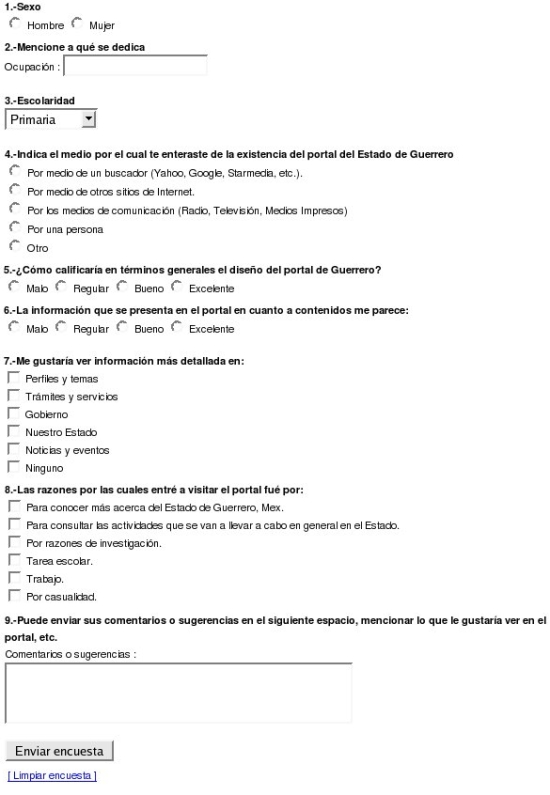 1.-Sexo
Hombre Mujer
2.-Mencione a qué se dedica
Ocupación :
3.-Escolaridad
Primaria
4.-Indica el medio por el cual te enteraste de la existencia del portal del Estado de Guerrero
Por medio de un buscador (Yahoo, Google, Starmedia, etc.).
Por medio de otros sitios de Internet.
Por los medios de comunicación (Radio, Televisión, Medios Impresos)
Por una persona
Otro
5.-¿Cómo calificaría en términos generales el diseño del portal de Guerrero?
Malo Regular Bueno Excelente
6.-La información que se presenta en el portal en cuanto a contenidos me parece:
Malo Regular Bueno Excelente
7.-Me gustaría ver información más detallada en:
Perfiles y temas
Trámites y servicios
Gobierno
Nuestro Estado
Noticias y eventos
Ninguno
8.-Las razones por las cuales entré a visitar el portal fué por:
Para conocer más acerca del Estado de Guerrero, Mex.
Para consultar las actividades que se van a llevar a cabo en general en el Estado.
Por razones de investigación.
Tarea escolar.
Trabajo.
Por casualidad.
9.-Puede enviar sus comentarios o sugerencias en el siguiente espacio, mencionar lo que le gustaría ver en el
portal, etc.
Comentarios o sugerencias :
Enviar encuesta
[ Limpiar encuesta ]